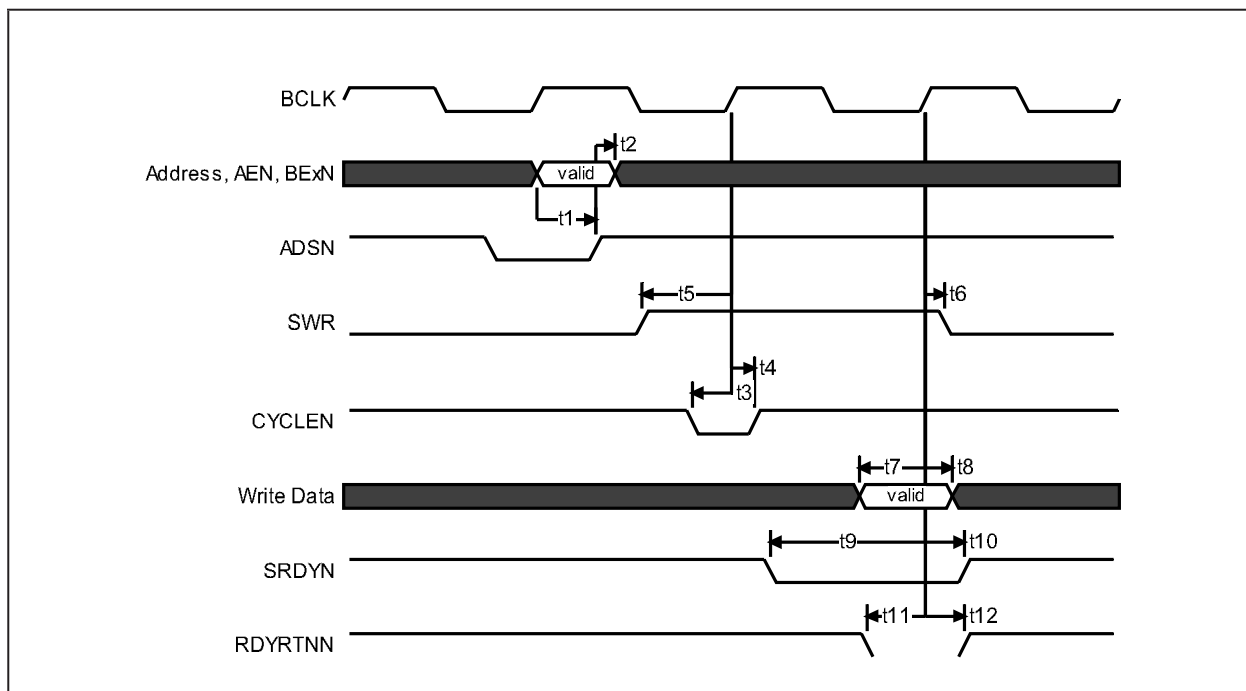 BCLK
t2
Address, AEN, BExN
valid
t1
ADSN
t5
t6
SWR
t4
t3
CYCLEN
t7
t8
Write Data
valid
t9
t10
SRDYN
t11
t12
RDYRTNN